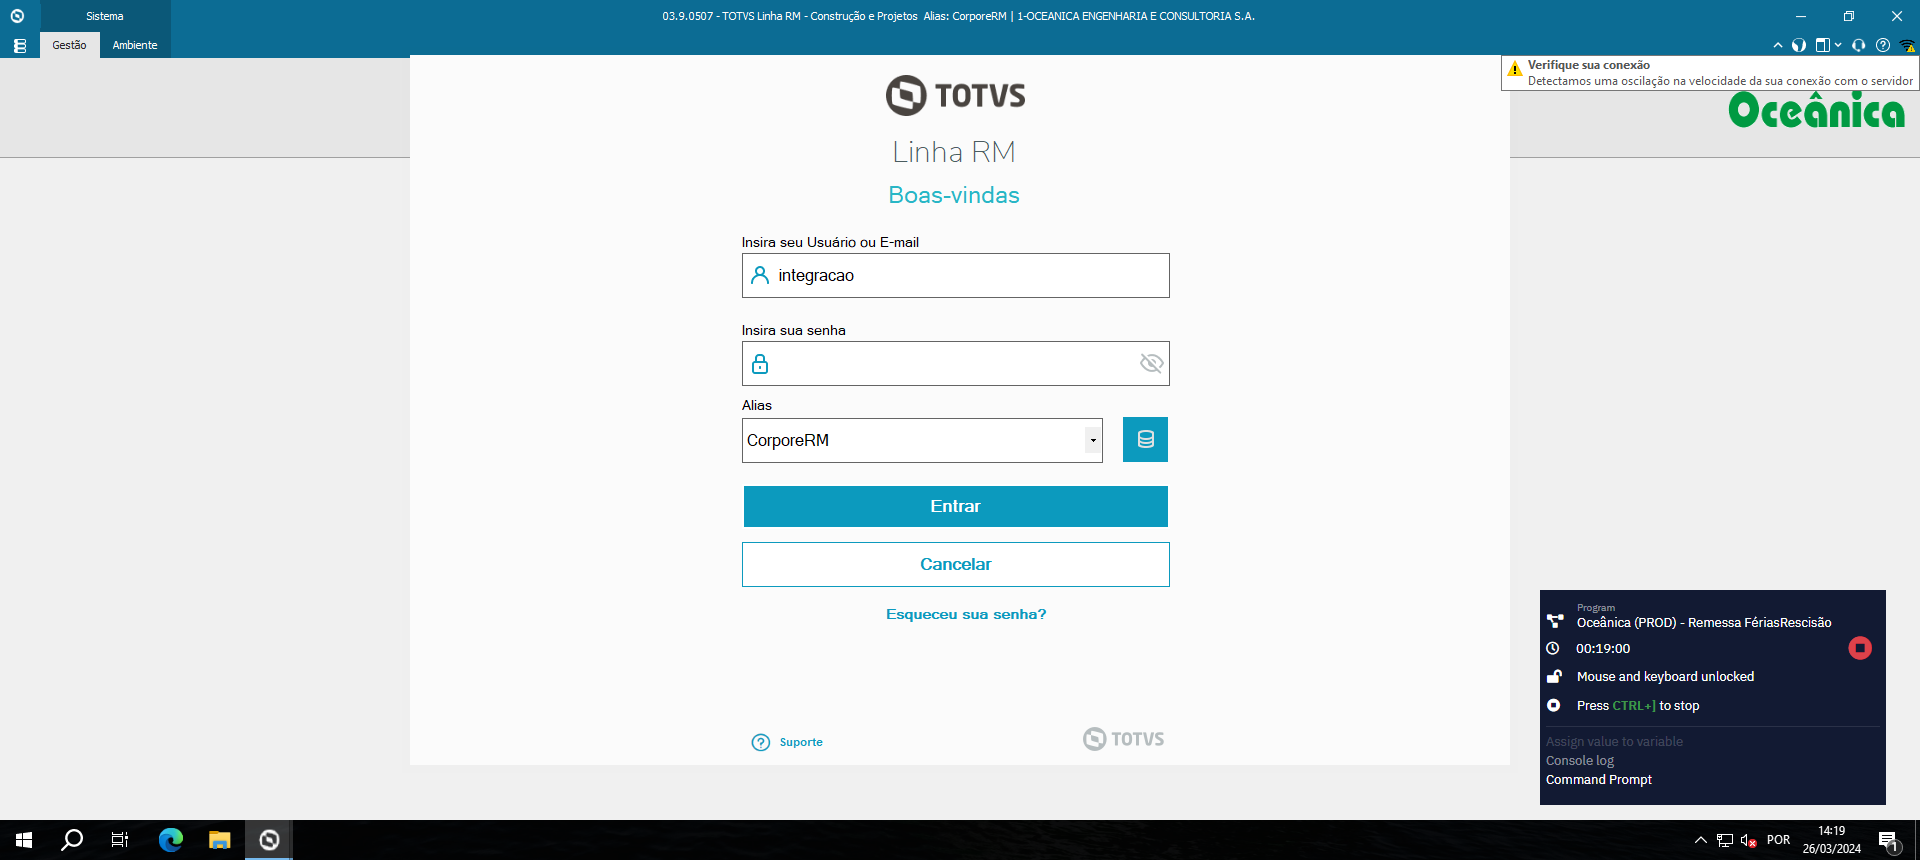 Sistema
03.9.0507 - TOTVS Linha RM - Construção e Projetos  Alias: CorporeRM | 1-OCEANICA ENGENHARIA E CONSULTORIA S.A.
Gestão
Ambiente
Verifique sua conexão
Detectamos uma oscilação na velocidade da sua conexão com o servidor
Oceânica
TOTVS
Linha RM
Boas-vindas
Insira seu Usuário ou E-mail
integracao
Insira sua senha
Alias
CorporeRM
Entrar
Cancelar
Esqueceu sua senha?
Suporte
TOTVS
Program
Oceânica (PROD) - Remessa FériasRescisão
00:19:00
Mouse and keyboard unlocked
Press CTRL+] to stop
Assign value to variable
Console log
Command Prompt
POR
14:19
26/03/2024
1